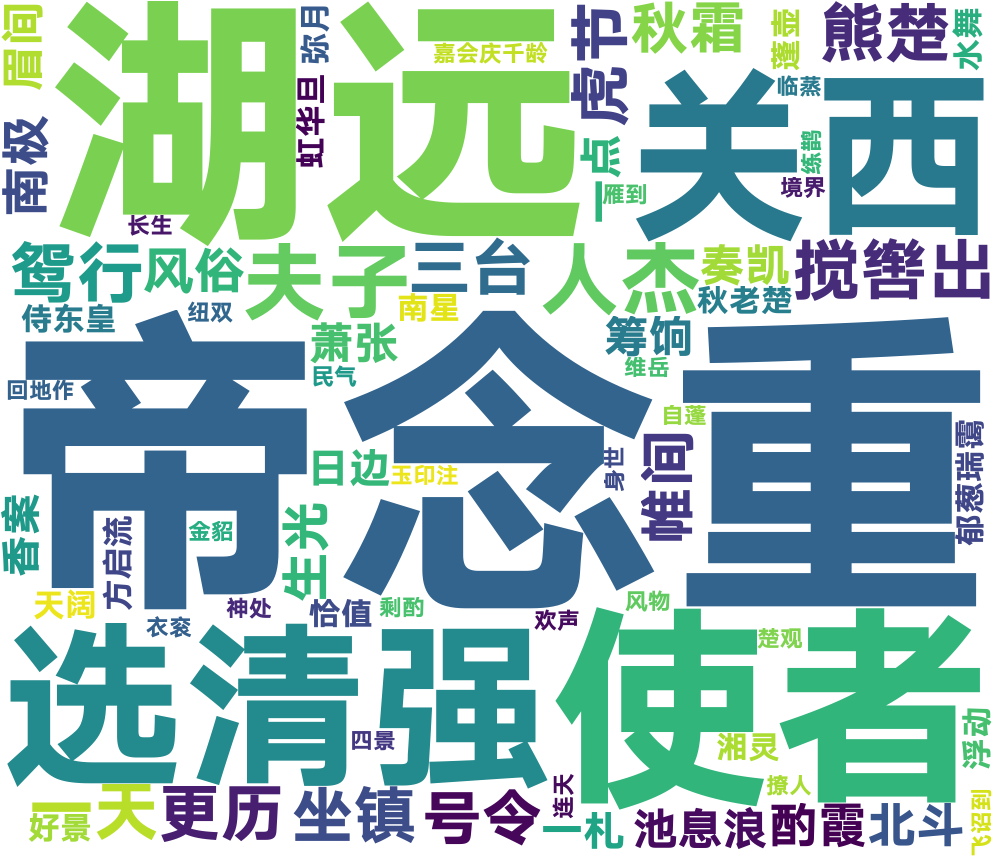 湖远
关西
帝念重
选清强
使者
眉间
弥月
嘉会庆千龄
虎节
秋霜
蓬壶
熊楚
水舞
南极
虹华旦
一点
临蒸
练鹊
雁到
境界
长生
鸳行
风俗
夫子
三台
人杰
奏凯
搅辔出
侍东皇
纽双
南星
秋老楚
萧张
筹饷
民气
维岳
回地作
自蓬
日边
玉印注
身世
帷间
郁葱瑞霭
香案
方启流
金貂
生光
天阔
神处
恰值
剩酌
欢声
风物
衣衮
楚观
四景
湘灵
浮动
连天
撩人
好景
一天
更历
坐镇
号令
一札
池息浪
酌霞
北斗
飞诏到